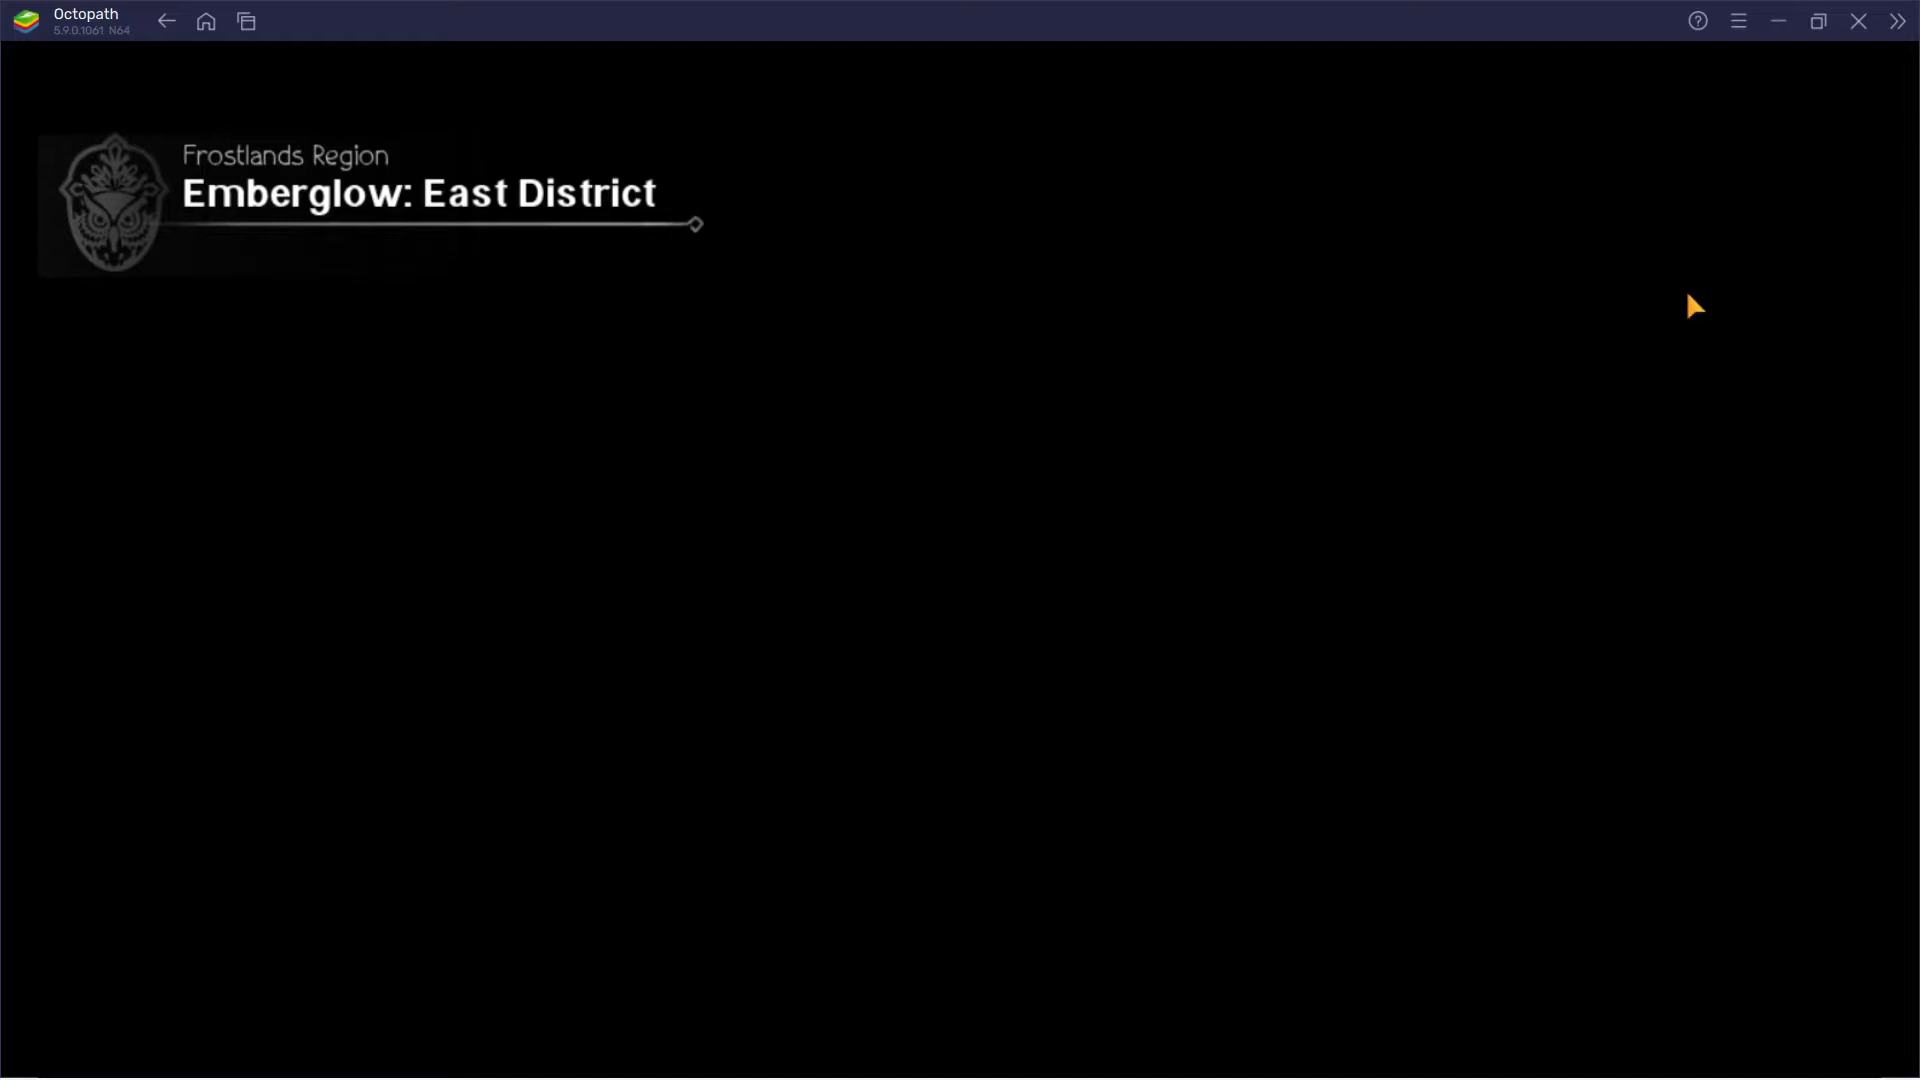 Octopath
5.9.0.1061 N64
Frostlands Region
Emberglow: East District